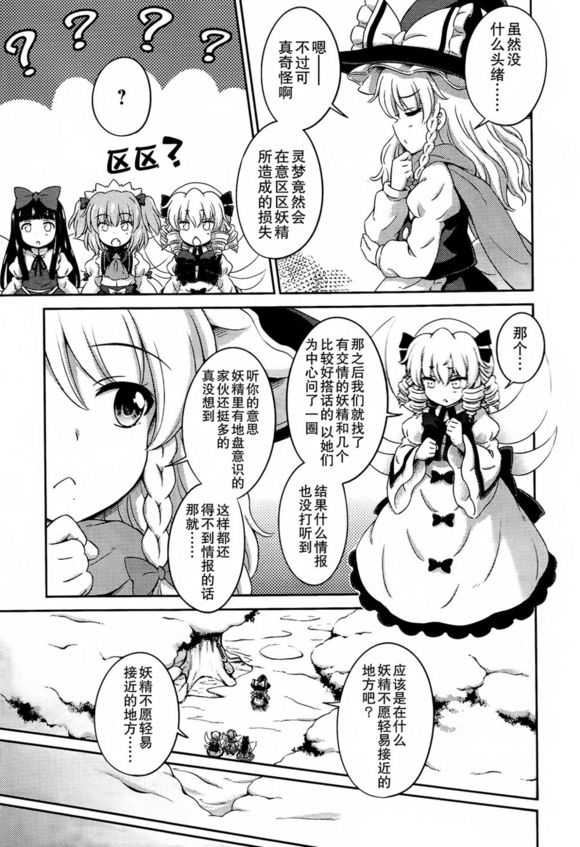 虽然没
什么头绪……
嗯——
不过可
真奇怪啊
灵梦竟然会
在意区区妖精
所造成的损失
？
？
？
？
？
区区？
那个…
那之后我们就找了
有交情的妖精和几个
比较好搭话的 以她们
为中心问了一圈
结果什么情报
也没打听到
听你的意思
妖精里有地盘意识的
家伙还挺多的
真没想到
这样都还
得不到情报的话
那就……
应该是在什么
妖精不愿轻易接近的
地方吧？
妖精不愿轻易
接近的地方……